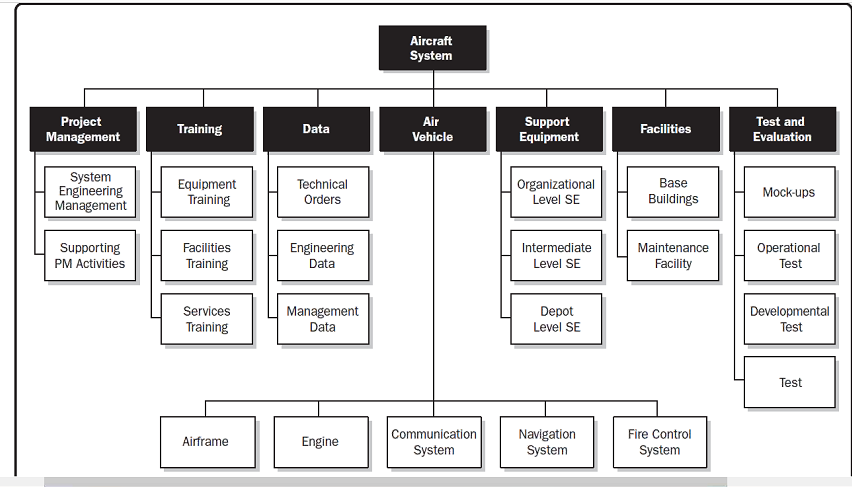 Aircraft
System
Project
Management
Training
Data
Air
Vehicle
Support
Equipment
Facilities
Test and
Evaluation
System
Engineering
Management
Equipment
Training
Technical
Orders
Organizational
Level SE
Base
Buildings
Mock-ups
Supporting
PM Activities
Facilities
Training
Engineering
Data
Intermediate
Level SE
Maintenance
Facility
Operational
Test
Services
Training
Management
Data
Depot
Level SE
Developmental
Test
Test
Airframe
Engine
Communication
System
Navigation
System
Fire Control
System